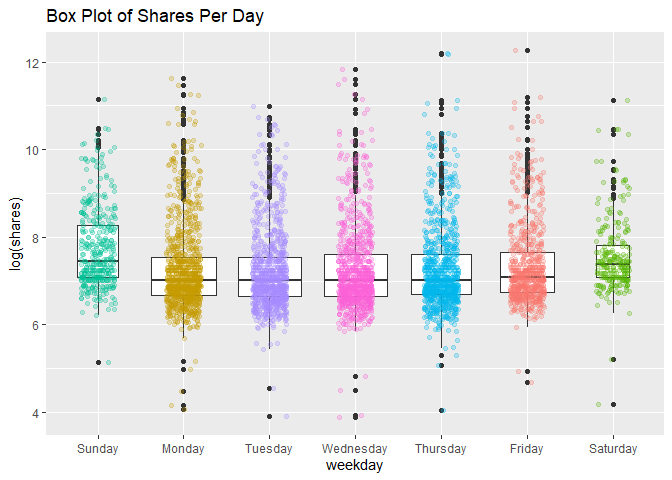 Box Plot of Shares Per Day
log(shares)
12
10
8
6
4
Sunday Monday Tuesday Wednesday Thursday Friday Saturday
weekday